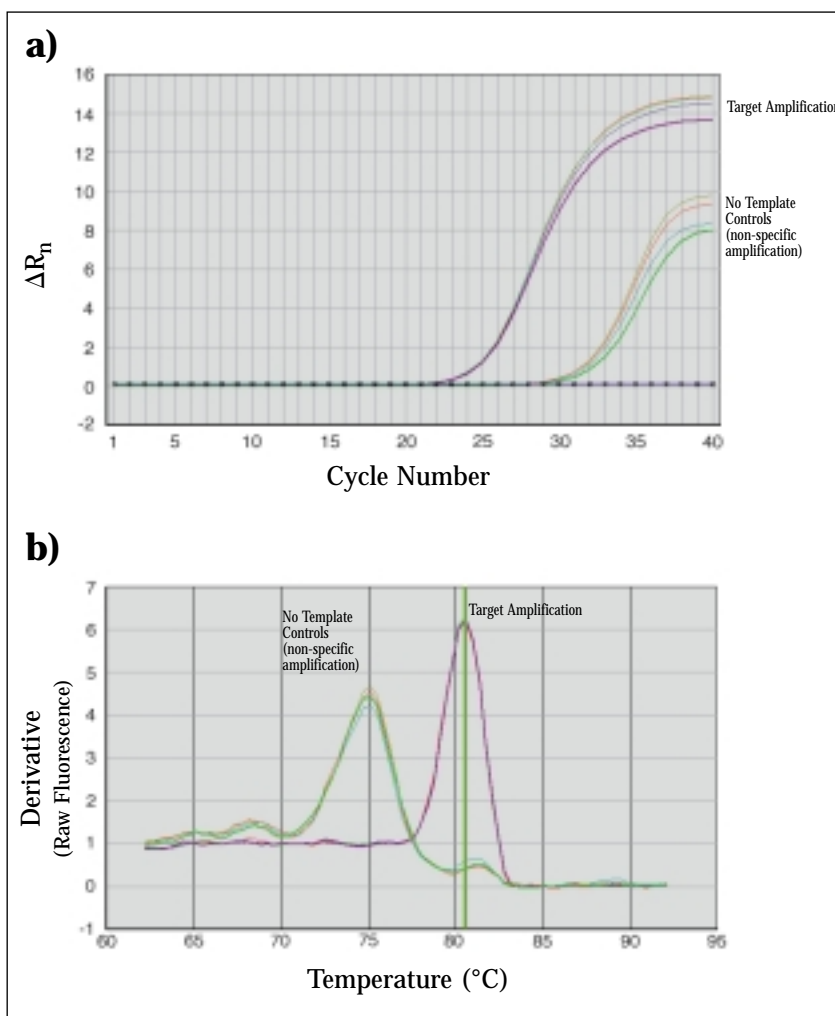 a)
16
14
12
10
8
6
4
2
0
-2
ΔRn
1 5 10 15 20 25 30 35 40
Cycle Number
Target Amplification
No Template
Controls
(non-specific
amplification)
b)
7
6
5
4
3
2
1
0
-1
Derivative
(Raw Fluorescence)
No Template
Controls
(non-specific
amplification)
Target Amplification
60 65 70 75 80 85 90 95
Temperature (°C)